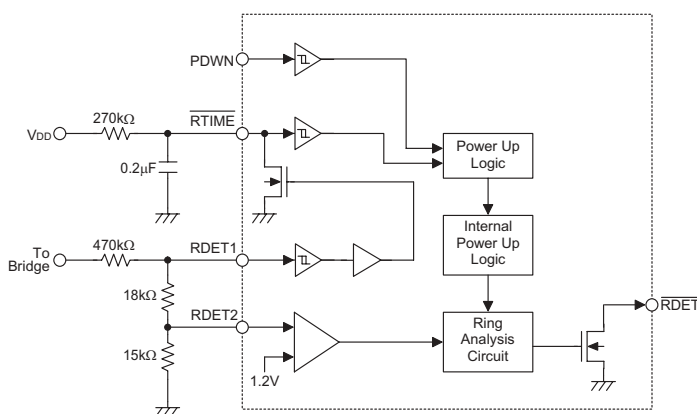 PDWN
270kΩ
RTIME
VDD
0.2μF
Power Up
Logic
To
Bridge
470kΩ
RDET1
Internal
Power Up
Logic
18kΩ
RDET2
15kΩ
1.2V
Ring
Analysis
Circuit
RDET